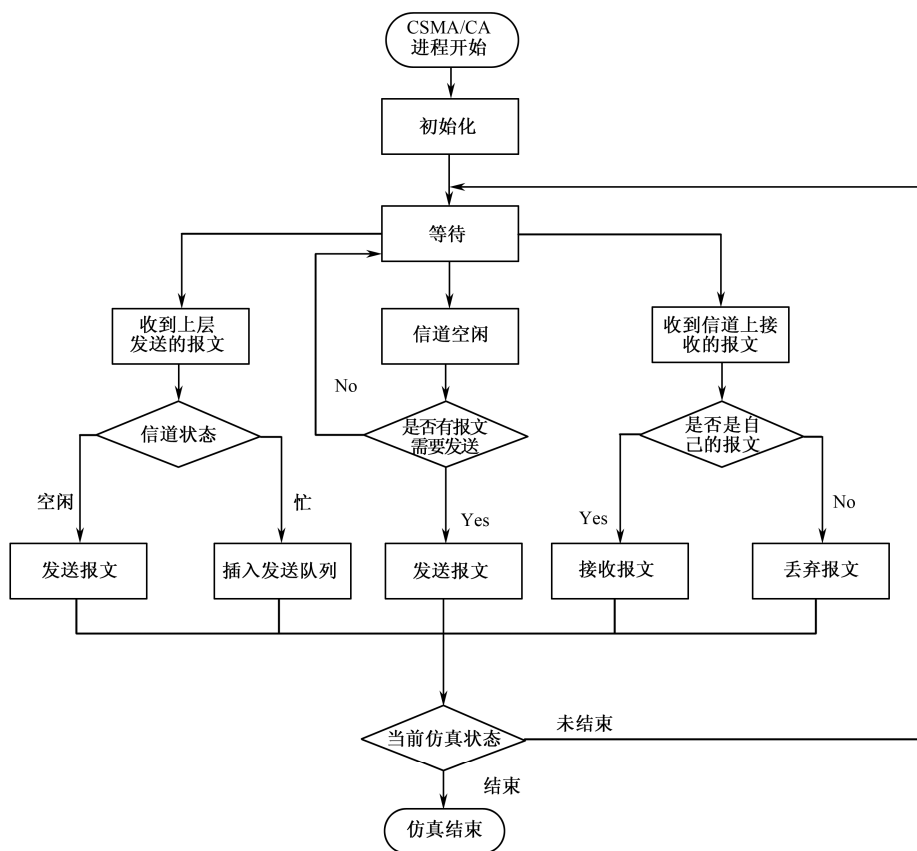 CSMA/CA
进程开始
初始化
等待
收到上层
发送的报文
信道空闲
收到信道上接
收的报文
No
信道状态
是否有报文
需要发送
是否是自
己的报文
空闲
忙
Yes
Yes
No
发送报文
插入发送队列
发送报文
接收报文
丢弃报文
当前仿真状态
未结束
结束
仿真结束